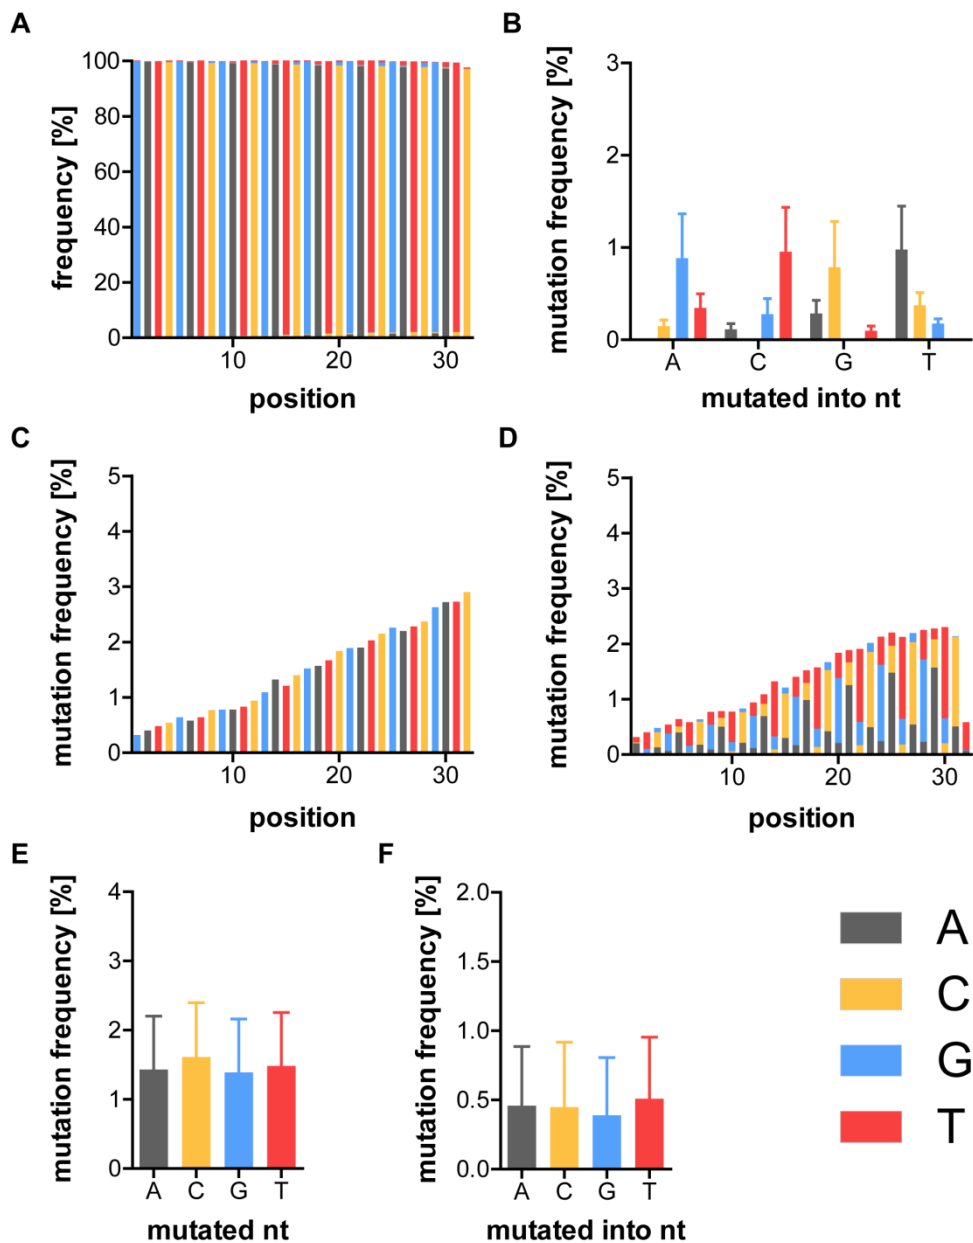 A
frequency [%]
100
80
60
40
20
0
10 20 30
position
B
mutation frequency [%]
3
2
1
0
A C G T
mutated into nt
C
mutation frequency [%]
5
4
3
2
1
0
10 20 30
position
D
mutation frequency [%]
5
4
3
2
1
0
10 20 30
position
E
mutation frequency [%]
4
3
2
1
0
A C G T
mutated nt
F
mutation frequency [%]
2.0
1.5
1.0
0.5
0.0
A C G T
mutated into nt
A
C
G
T